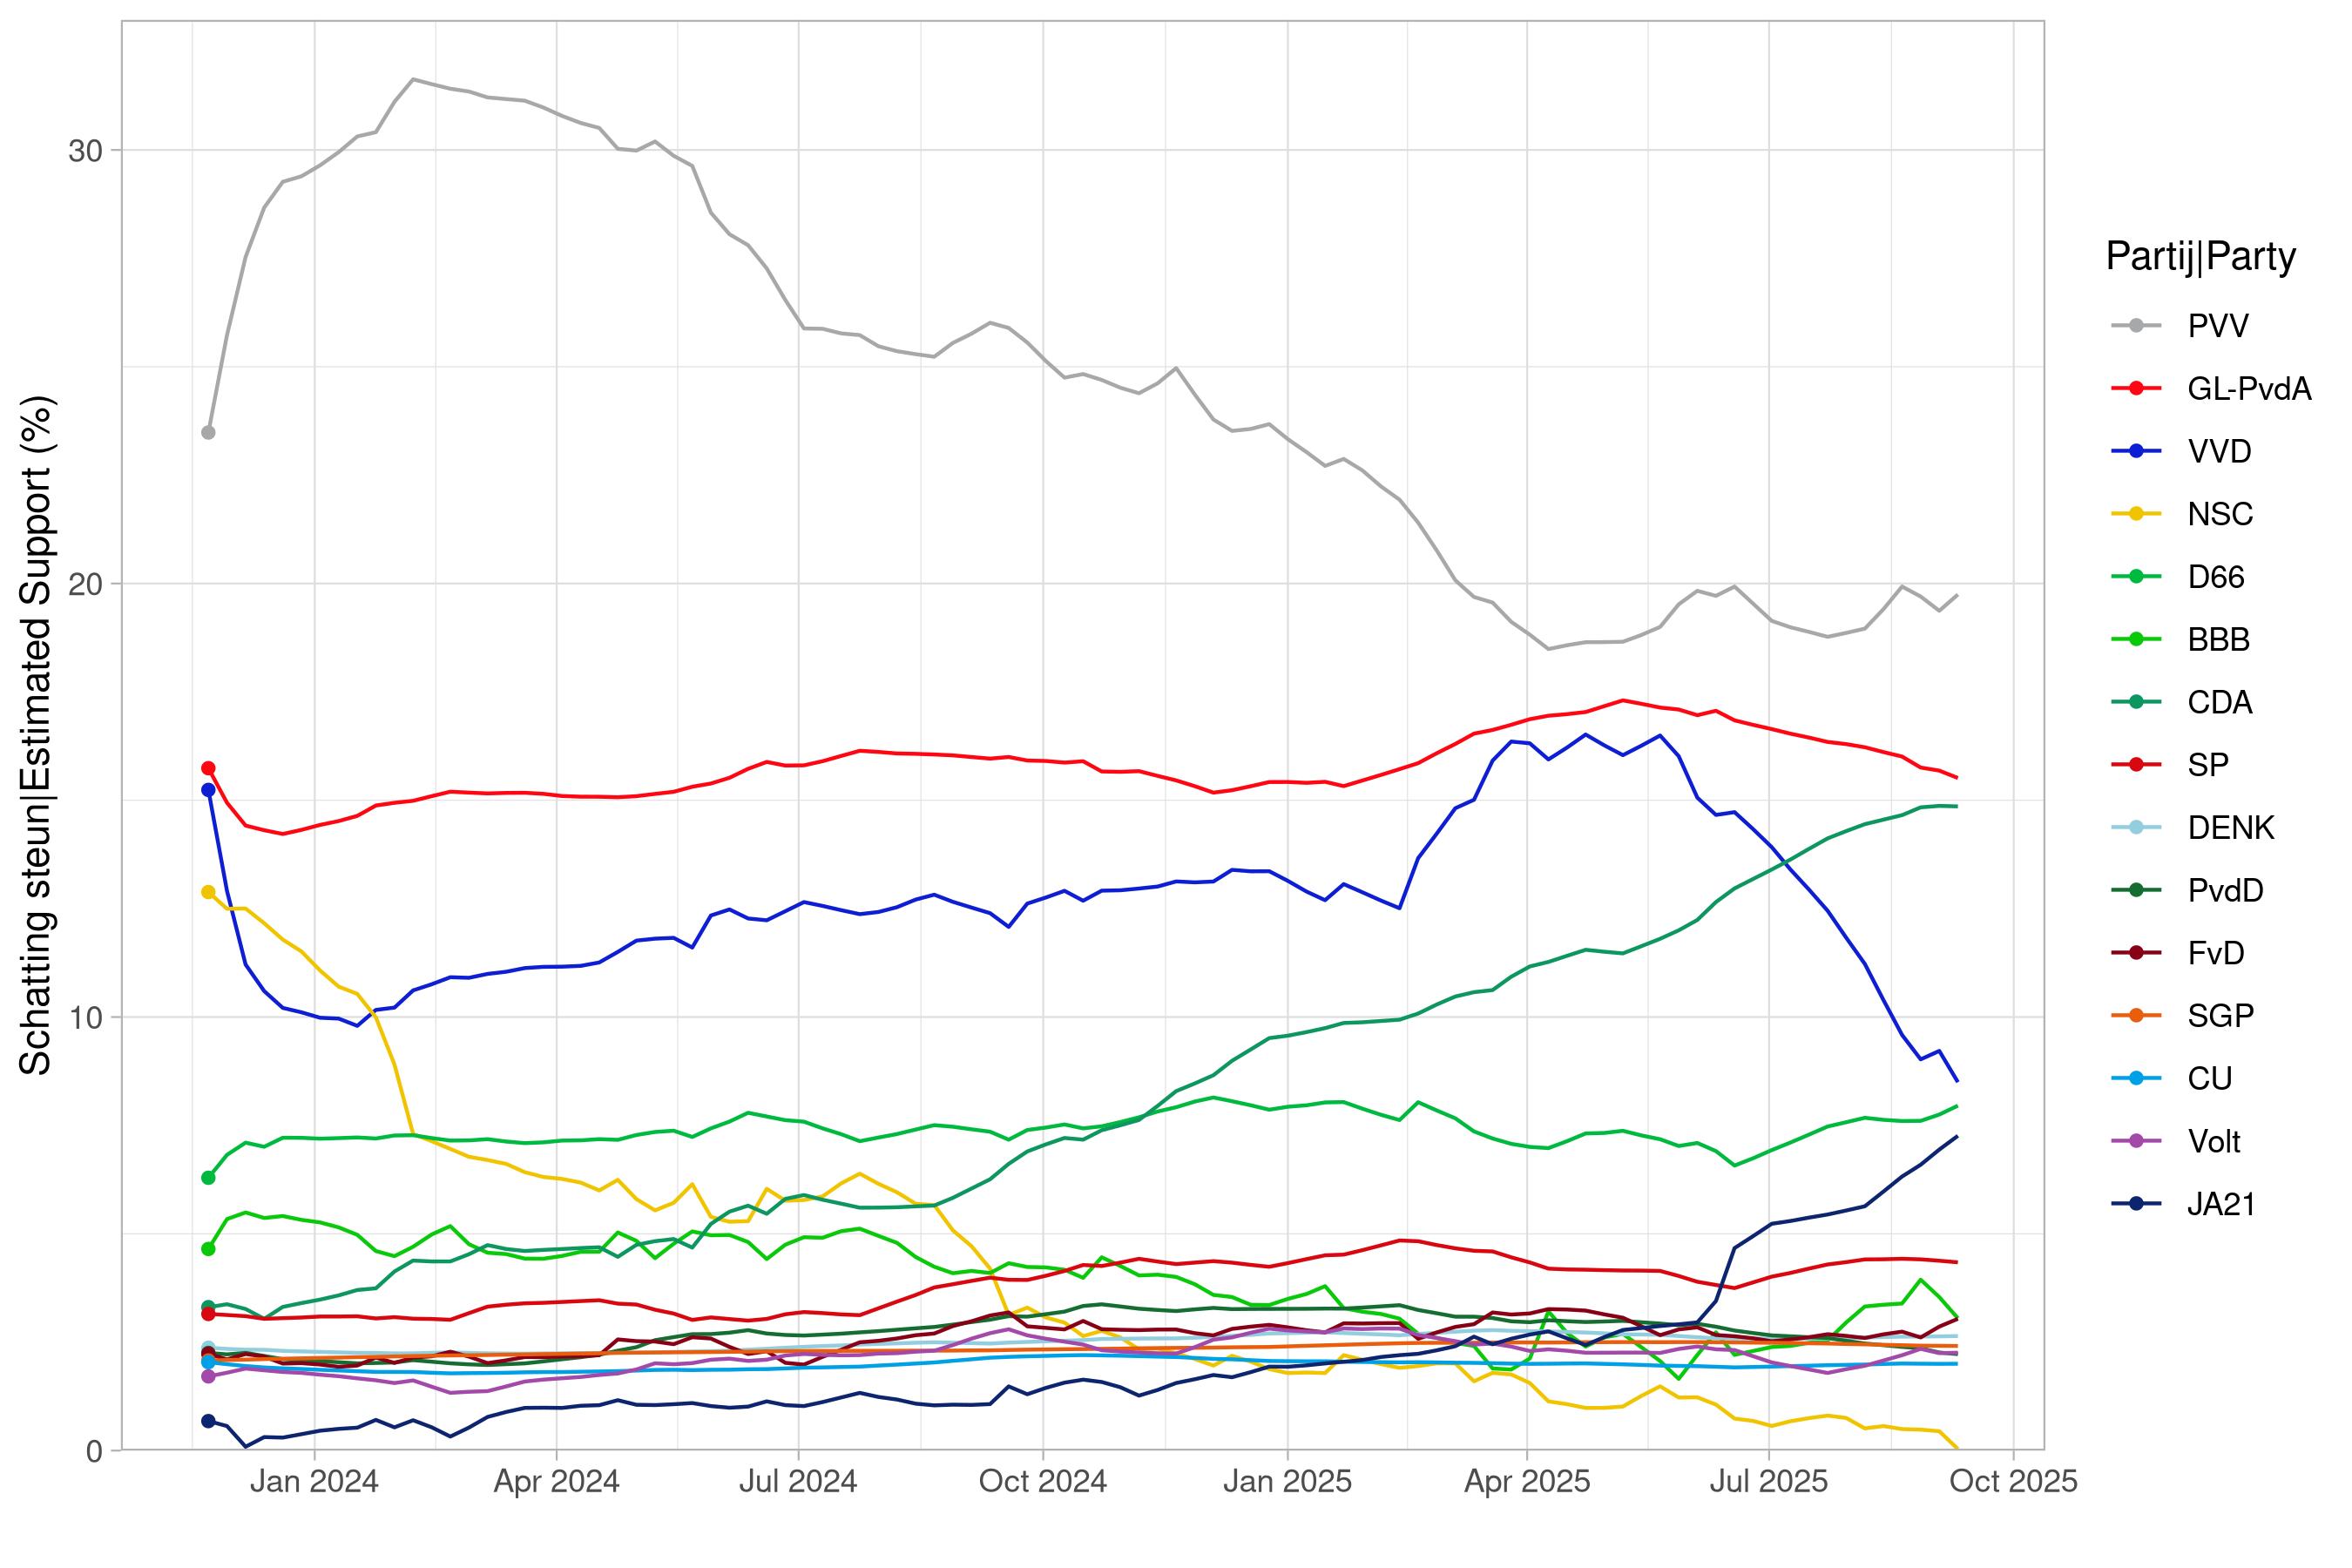 Schatting steun|Estimated Support (%)
30
20
10
0
Jan 2024
Apr 2024
Jul 2024
Oct 2024
Jan 2025
Apr 2025
Jul 2025
Oct 2025
Partij|Party
PVV
GL-PvdA
VVD
NSC
D66
BBB
CDA
SP
DENK
PvdD
FvD
SGP
CU
Volt
JA21